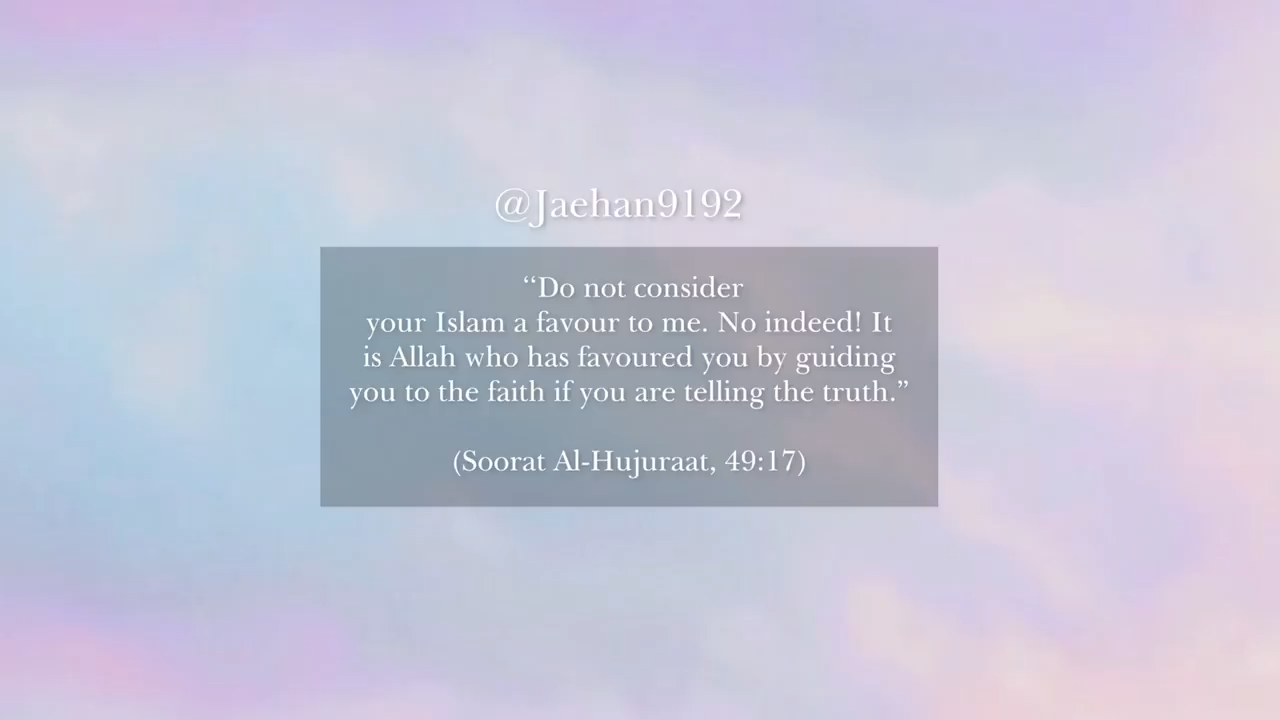 @Jaehan9192
“Do not consider
your Islam a favour to me. No indeed! It
is Allah who has favoured you by guiding
you to the faith if you are telling the truth.”
(Soorat Al-Hujuraat, 49:17)